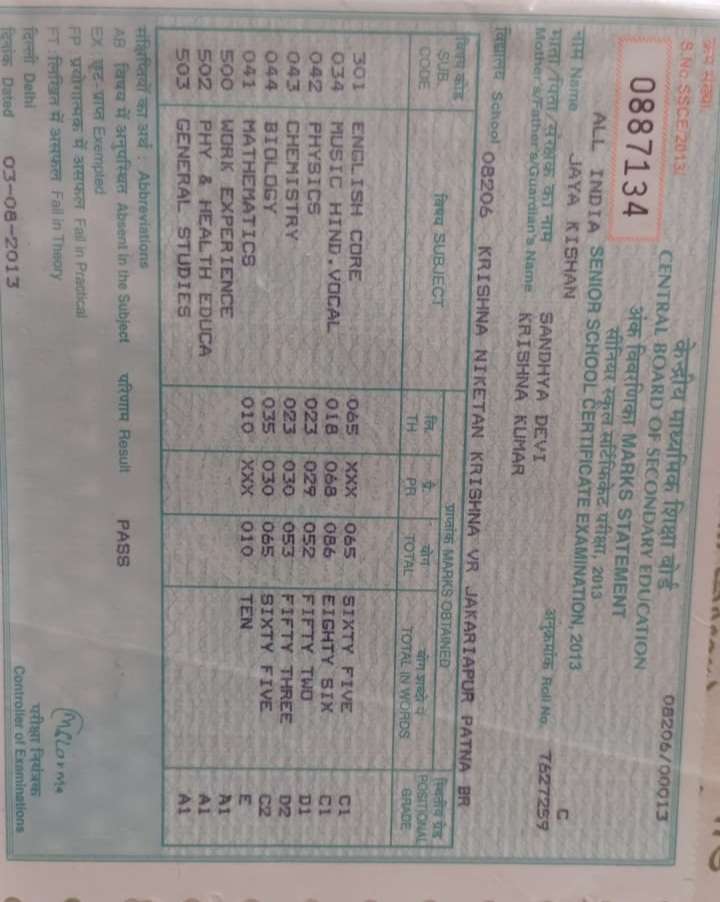 क्रम संख्या
S.No.SSCE/2013/
0887134
08206/00013
केन्द्रीय माध्यमिक शिक्षा बोर्ड
CENTRAL BOARD OF SECONDARY EDUCATION
अंक विवरणिका MARKS STATEMENT
सीनियर स्कूल सर्टिफिकेट परीक्षा, 2013
ALL INDIA SENIOR SCHOOL CERTIFICATE EXAMINATION, 2013
C
नाम Name JAYA KISHAN
अनुक्रमांक Roll No. 7627259
माता/पिता/संरक्षक का नाम SANDHYA DEVI
Mother's/Father's/Guardian's Name KRISHNA KUMAR
विद्यालय School 08206 KRISHNA NIKETAN KRISHNA VR JAKARIAPUR PATNA BR
विषय कोड SUB. CODE विषय SUBJECT प्राप्तांक MARKS OBTAINED स्थितीय ग्रेड POSITIONAL GRADE
लि. TH प्रै. PR योग TOTAL योग शब्दों में TOTAL IN WORDS
301 ENGLISH CORE 065 XXX 065 SIXTY FIVE C1
034 MUSIC HIND.VOCAL 018 068 086 EIGHTY SIX C1
042 PHYSICS 023 029 052 FIFTY TWO D1
043 CHEMISTRY 023 030 053 FIFTY THREE D2
044 BIOLOGY 035 030 065 SIXTY FIVE C2
041 MATHEMATICS 010 XXX 010 TEN E
500 WORK EXPERIENCE A1
502 PHY & HEALTH EDUCA A1
503 GENERAL STUDIES A1
संक्षिप्तियों का अर्थ : Abbreviations
AB विषय में अनुपस्थित Absent in the Subject परिणाम Result PASS
EX छूट-प्राप्त Exempted
FP प्रयोगात्मक में असफल Fail in Practical
FT लिखित में असफल Fail in Theory
दिल्ली Delhi
परीक्षा नियंत्रक
दिनांक Dated 03-08-2013
Controller of Examinations